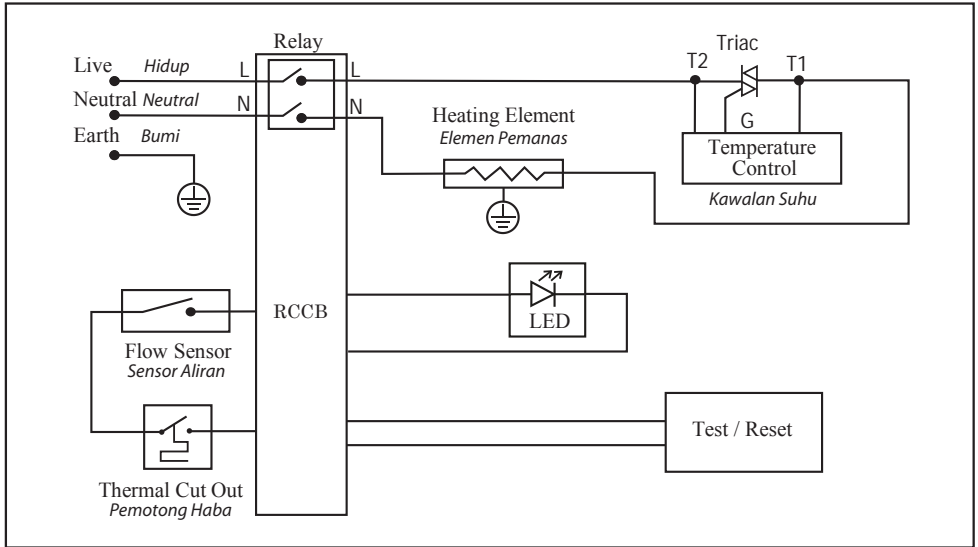 Relay
Live Hidup
L
L
Neutral Neutral
N
N
Earth Bumi
Triac
T2
T1
G
Temperature
Control
Kawalan Suhu
Heating Element
Elemen Pemanas
RCCB
LED
Flow Sensor
Sensor Aliran
Test / Reset
Thermal Cut Out
Pemotong Haba